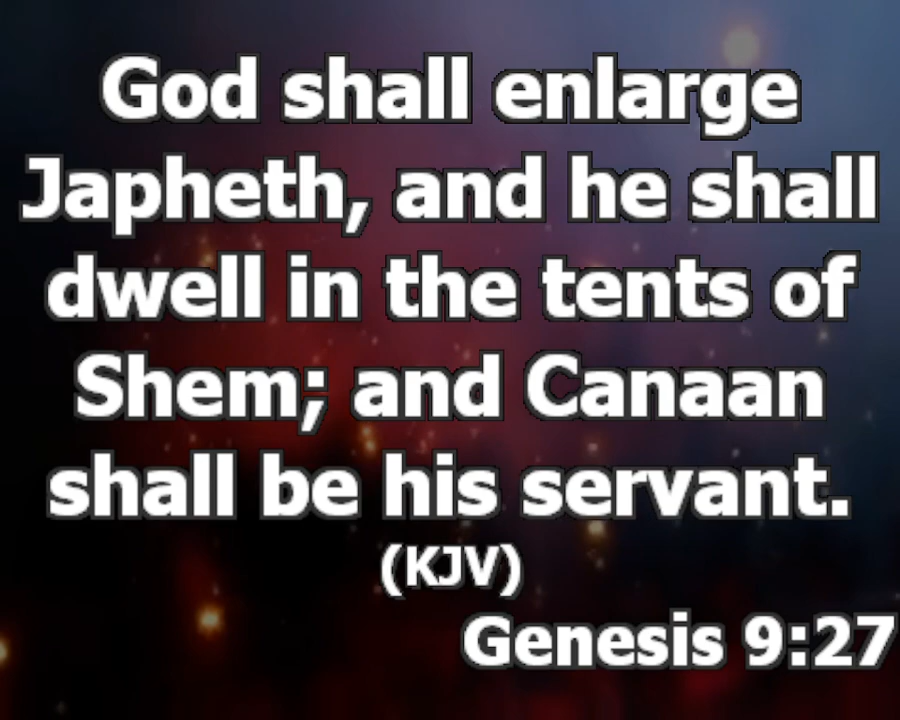 God shall enlarge
Japheth, and he shall
dwell in the tents of
Shem; and Canaan
shall be his servant.
(KJV)
Genesis 9:27